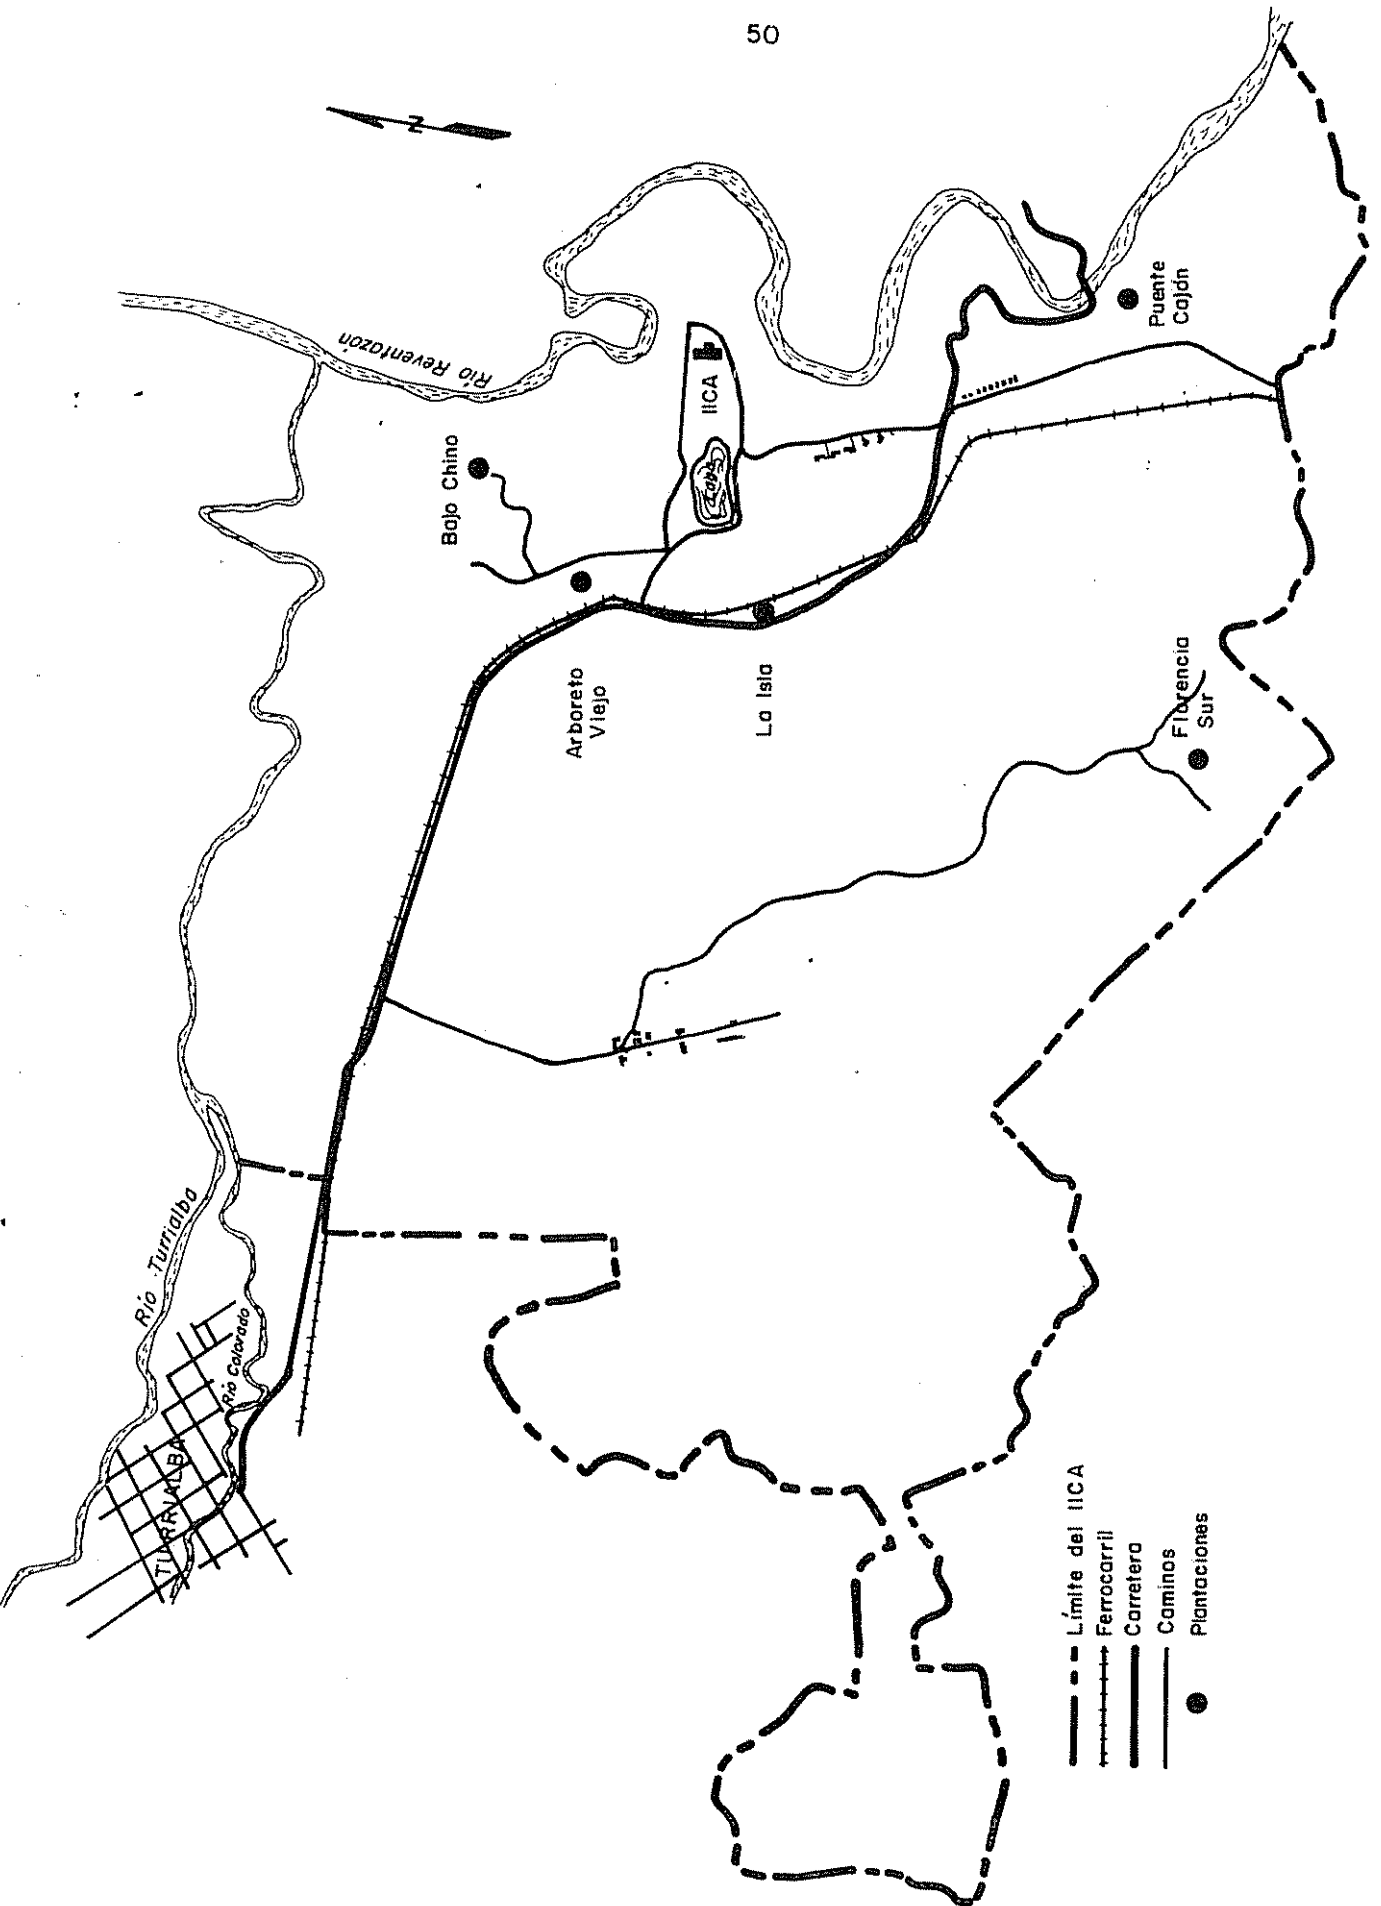 50
N
Río Reventazón
Bajo Chino
IICA
Lago
Puente
Cajón
Arboreto
Viejo
La Isla
Florencia
Sur
Río Turrialba
Río Colorado
TURRIALBA
Límite del IICA
Ferrocarril
Carretera
Caminos
Plantaciones